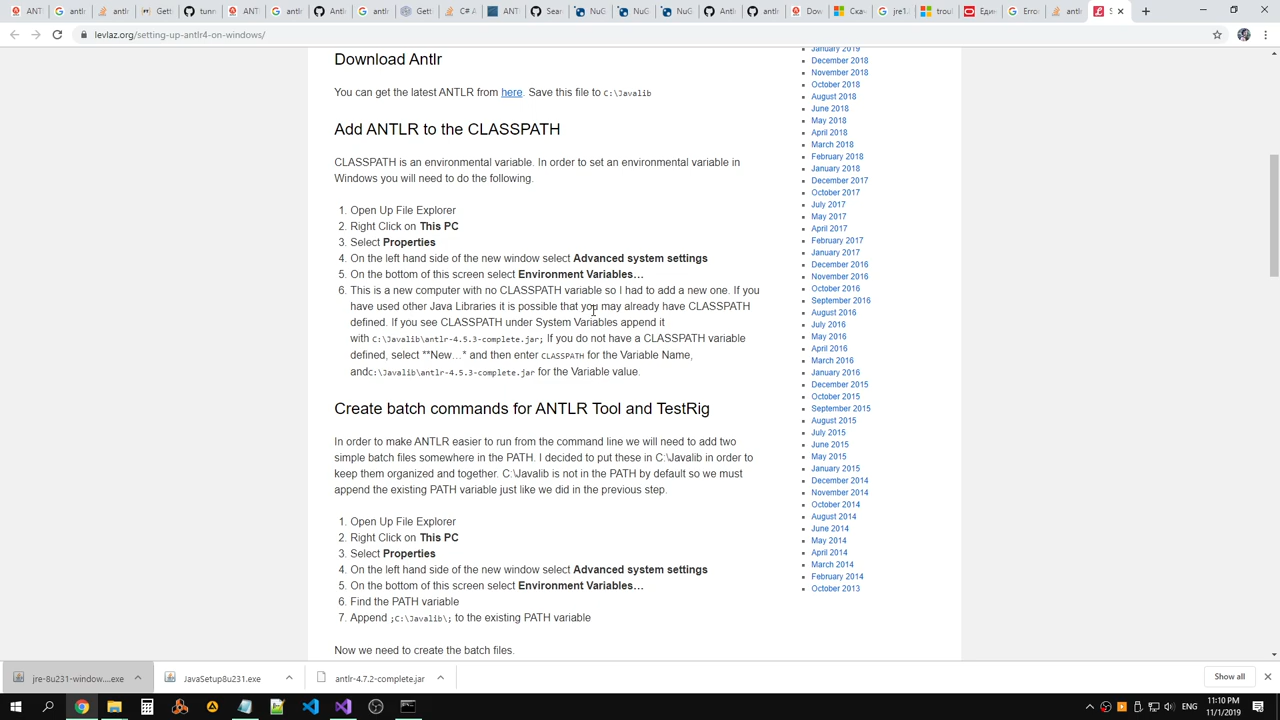 levlaz.org/setting-up-antlr4-on-windows/
Download Antlr
You can get the latest ANTLR from here. Save this file to C:\Javalib
Add ANTLR to the CLASSPATH
CLASSPATH is an environmental variable. In order to set an environmental variable in
Windows you will need to do the following.
1. Open Up File Explorer
2. Right Click on This PC
3. Select Properties
4. On the left hand side of the new window select Advanced system settings
5. On the bottom of this screen select Environment Variables…
6. This is a new computer with no CLASSPATH variable so I had to add a new one. If you
have used other Java Libraries it is possible that you may already have CLASSPATH
defined. If you see CLASSPATH under System Variables append it
with C:\Javalib\antlr-4.5.3-complete.jar; If you do not have a CLASSPATH variable
defined, select **New…* and then enter CLASSPATH for the Variable Name,
andC:\Javalib\antlr-4.5.3-complete.jar for the Variable value.
Create batch commands for ANTLR Tool and TestRig
In order to make ANTLR easier to run from the command line we will need to add two
simple batch files somewhere in the PATH. I decided to put these in C:\Javalib in order to
keep them organized and together. C:\Javalib is not in the PATH by default so we must
append the existing PATH variable just like we did in the previous step.
1. Open Up File Explorer
2. Right Click on This PC
3. Select Properties
4. On the left hand side of the new window select Advanced system settings
5. On the bottom of this screen select Environment Variables…
6. Find the PATH variable
7. Append ;C:\Javalib\; to the existing PATH variable
Now we need to create the batch files.
January 2019
December 2018
November 2018
October 2018
August 2018
June 2018
May 2018
April 2018
March 2018
February 2018
January 2018
December 2017
October 2017
July 2017
May 2017
April 2017
February 2017
January 2017
December 2016
November 2016
October 2016
September 2016
August 2016
July 2016
May 2016
April 2016
March 2016
January 2016
December 2015
October 2015
September 2015
August 2015
July 2015
June 2015
May 2015
January 2015
December 2014
November 2014
October 2014
August 2014
June 2014
May 2014
April 2014
March 2014
February 2014
October 2013
jre-8u231-window....exe
JavaSetup8u231.exe
antlr-4.7.2-complete.jar
Show all
ENG
11:10 PM
11/1/2019